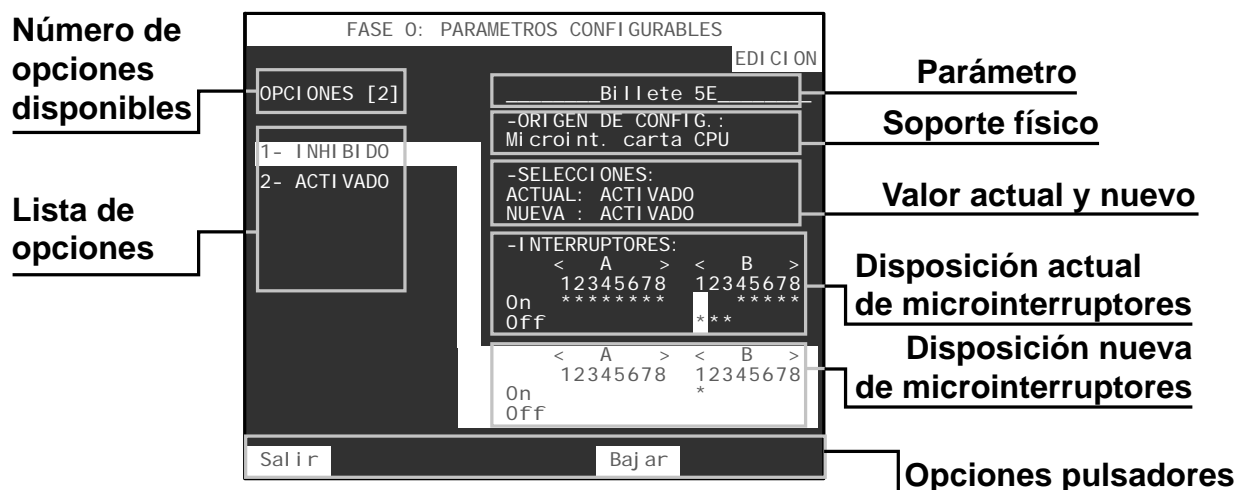 Número de
opciones
disponibles
Lista de
opciones
FASE 0: PARAMETROS CONFIGURABLES
EDICION
OPCIONES [2]
1- INHIBIDO
2- ACTIVADO
________Billete 5E________
-ORIGEN DE CONFIG.:
Microint. carta CPU
-SELECCIONES:
ACTUAL: ACTIVADO
NUEVA : ACTIVADO
-INTERRUPTORES:
< A > < B >
12345678 12345678
On ******** *****
Off ***
< A > < B >
12345678 12345678
On *
Off
Salir Bajar
Parámetro
Soporte físico
Valor actual y nuevo
Disposición actual
de microinterruptores
Disposición nueva
de microinterruptores
Opciones pulsadores